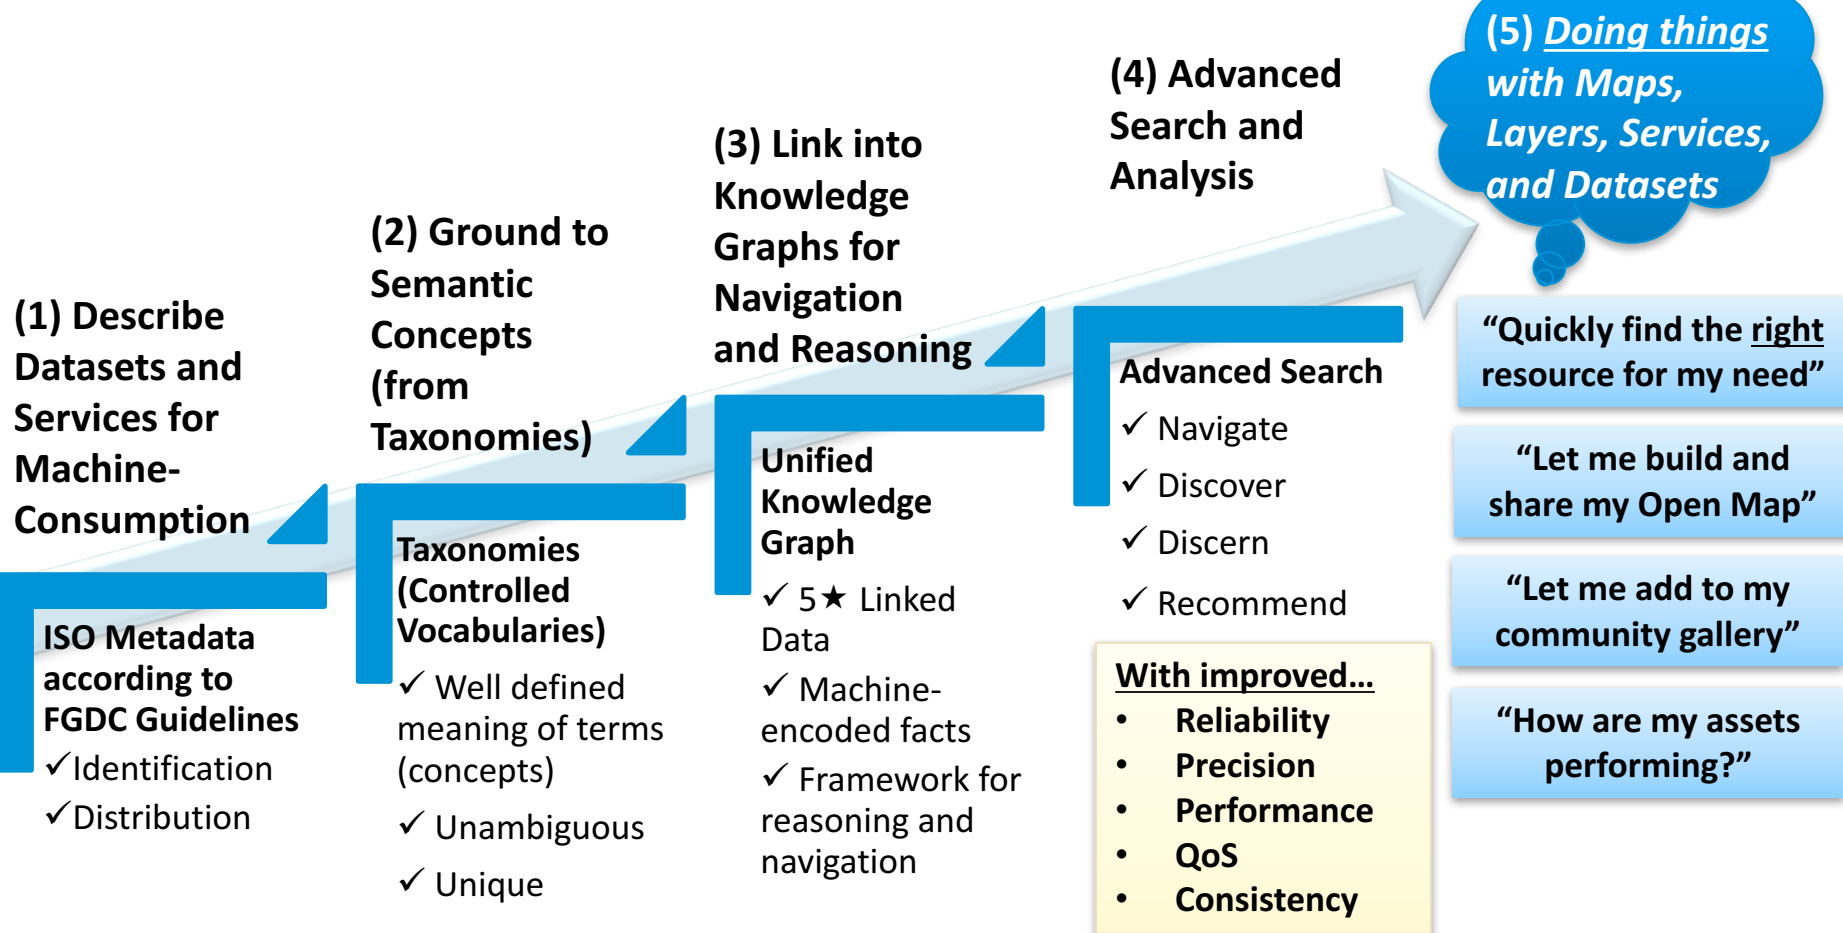 (1) Describe
Datasets and
Services for
Machine-
Consumption
ISO Metadata
according to
FGDC Guidelines
✓Identification
✓Distribution
(2) Ground to
Semantic
Concepts
(from
Taxonomies)
Taxonomies
(Controlled
Vocabularies)
✓ Well defined
meaning of terms
(concepts)
✓ Unambiguous
✓ Unique
(3) Link into
Knowledge
Graphs for
Navigation
and Reasoning
Unified
Knowledge
Graph
✓ 5★ Linked
Data
✓ Machine-
encoded facts
✓ Framework for
reasoning and
navigation
(4) Advanced
Search and
Analysis
Advanced Search
✓ Navigate
✓ Discover
✓ Discern
✓ Recommend
With improved…
• Reliability
• Precision
• Performance
• QoS
• Consistency
(5) Doing things
with Maps,
Layers, Services,
and Datasets
“Quickly find the right
resource for my need”
“Let me build and
share my Open Map”
“Let me add to my
community gallery”
“How are my assets
performing?”